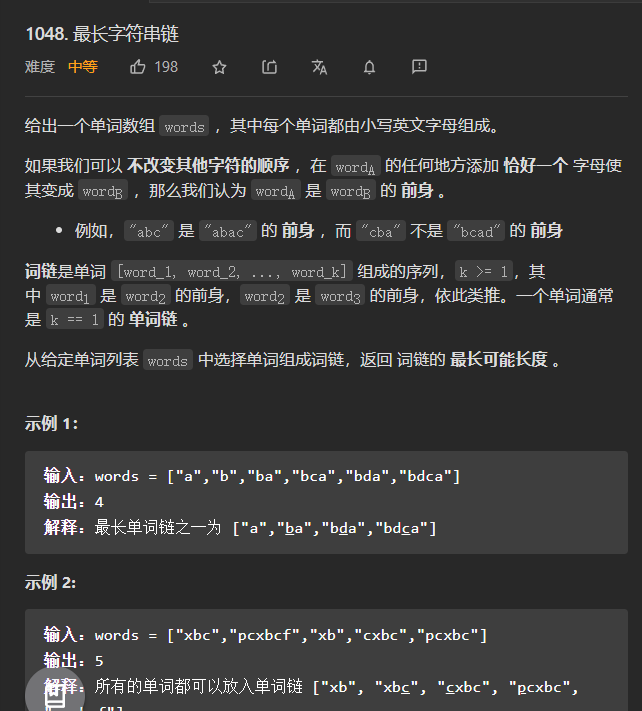 1048. 最长字符串链
难度 中等 198
给出一个单词数组 words ，其中每个单词都由小写英文字母组成。
如果我们可以 不改变其他字符的顺序 ，在 wordA 的任何地方添加 恰好一个 字母使
其变成 wordB ，那么我们认为 wordA 是 wordB 的 前身 。
• 例如，"abc" 是 "abac" 的 前身 ，而 "cba" 不是 "bcad" 的 前身
词链是单词 [word_1, word_2, ..., word_k] 组成的序列，k >= 1，其
中 word1 是 word2 的前身，word2 是 word3 的前身，依此类推。一个单词通常
是 k == 1 的 单词链 。
从给定单词列表 words 中选择单词组成词链，返回 词链的 最长可能长度 。
示例 1：
输入：words = ["a","b","ba","bca","bda","bdca"]
输出：4
解释：最长单词链之一为 ["a","ba","bda","bdca"]
示例 2:
输入：words = ["xbc","pcxbcf","xb","cxbc","pcxbc"]
输出：5
解释：所有的单词都可以放入单词链 ["xb", "xbc", "cxbc", "pcxbc",